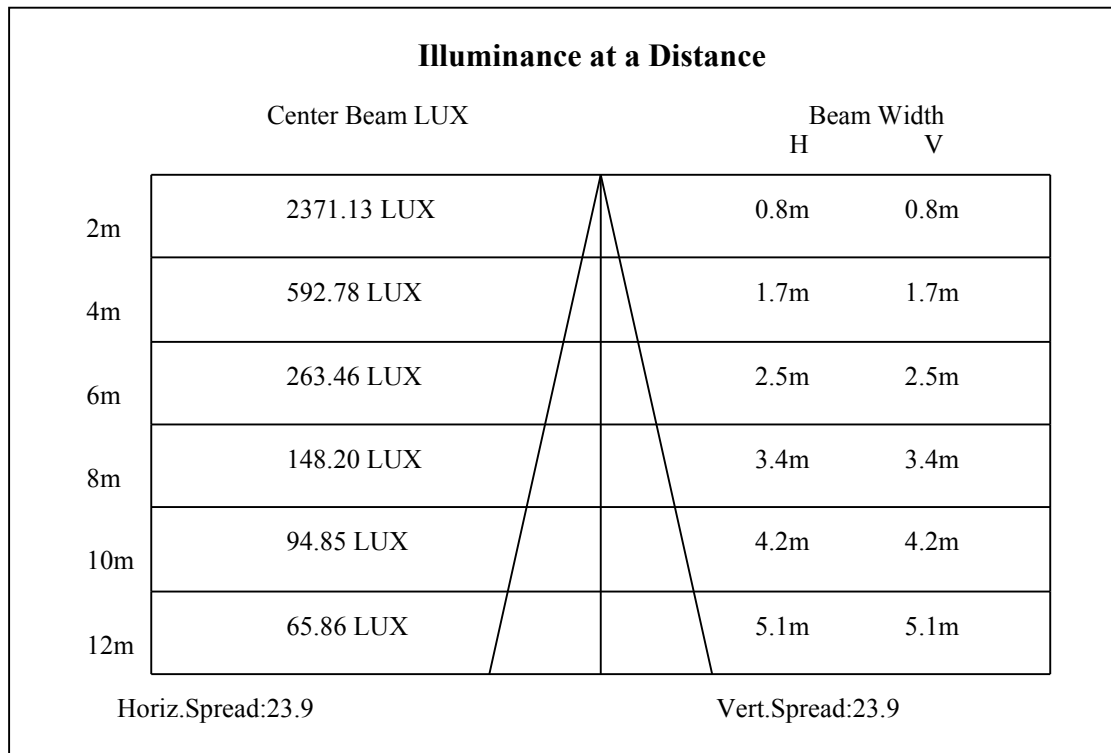 Illuminance at a Distance
Center Beam LUX Beam Width
H V
2m 2371.13 LUX 0.8m 0.8m
4m 592.78 LUX 1.7m 1.7m
6m 263.46 LUX 2.5m 2.5m
8m 148.20 LUX 3.4m 3.4m
10m 94.85 LUX 4.2m 4.2m
12m 65.86 LUX 5.1m 5.1m
Horiz.Spread:23.9 Vert.Spread:23.9